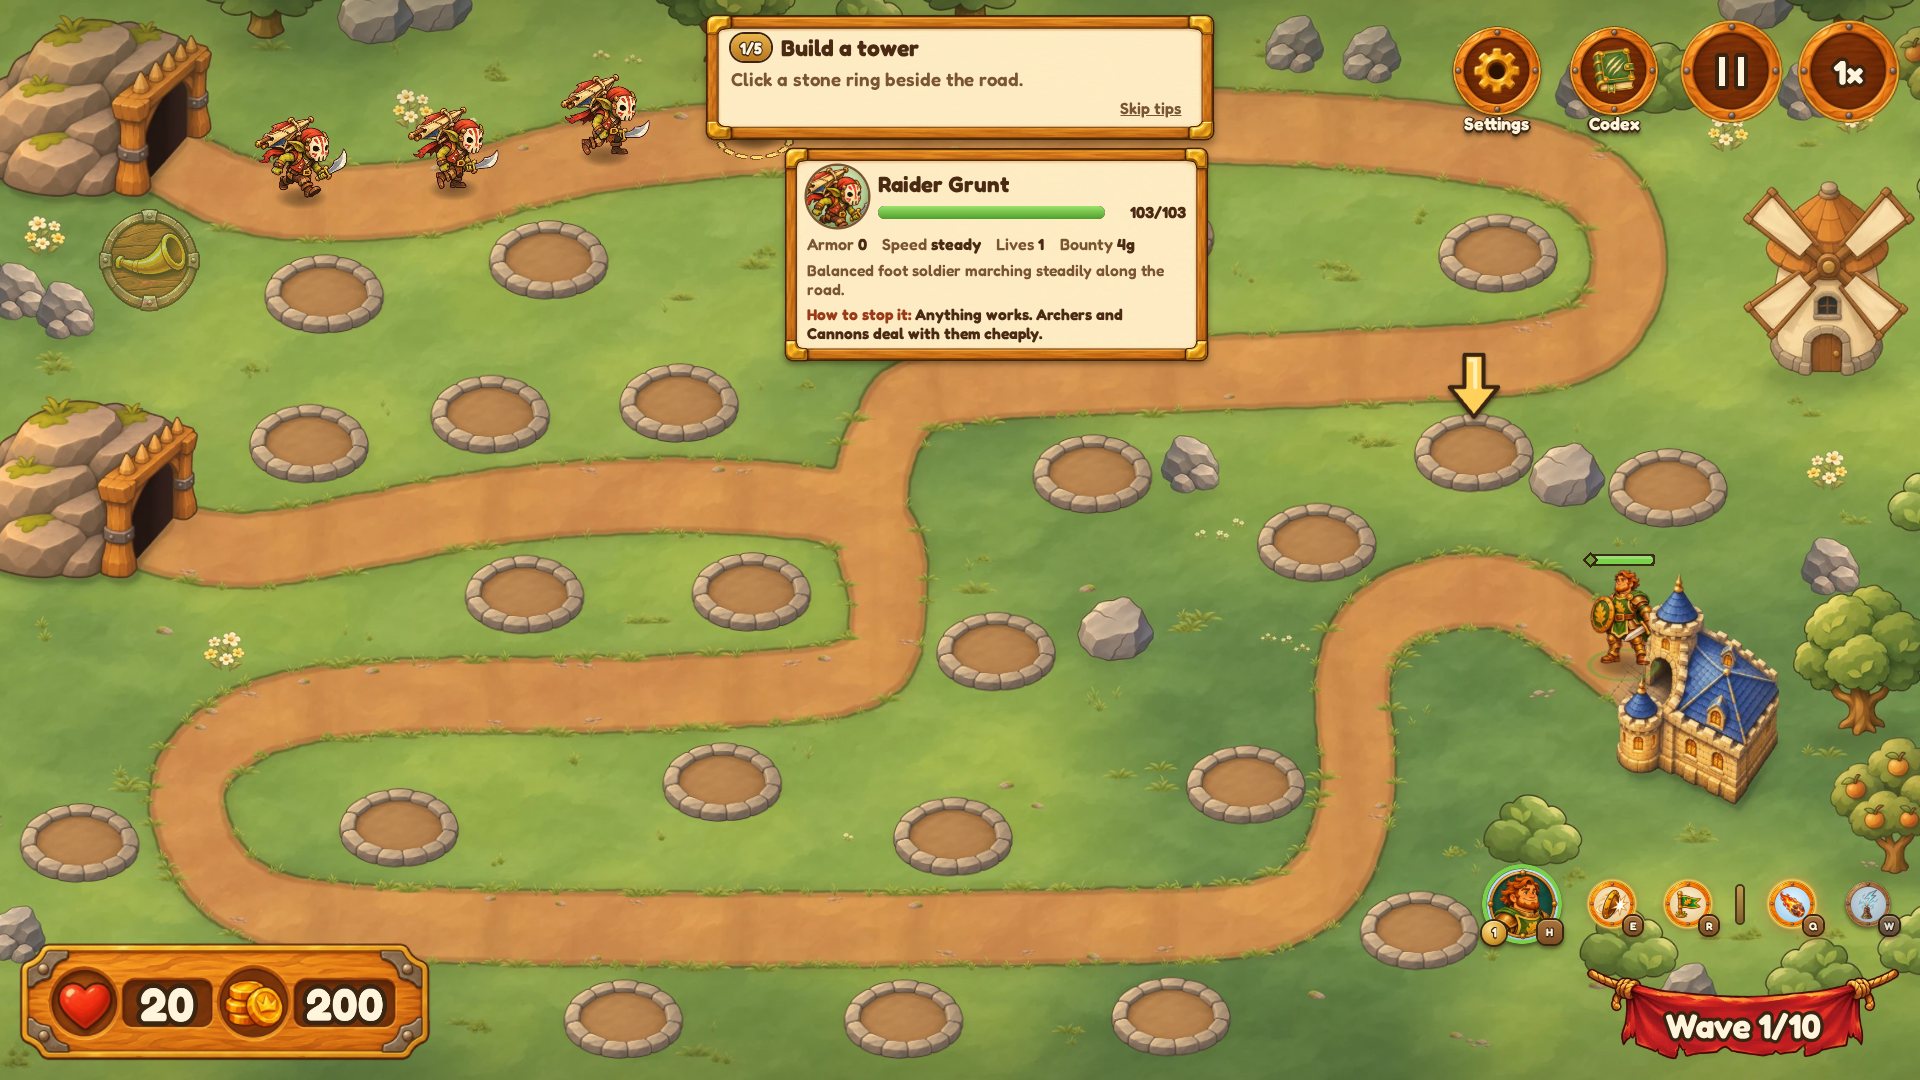 1/5 Build a tower
Click a stone ring beside the road.
Skip tips
Settings
Codex
1x
Raider Grunt
103/103
Armor 0 Speed steady Lives 1 Bounty 4g
Balanced foot soldier marching steadily along the
road.
How to stop it: Anything works. Archers and
Cannons deal with them cheaply.
1 H
E
R
Q
W
20
200
Wave 1/10